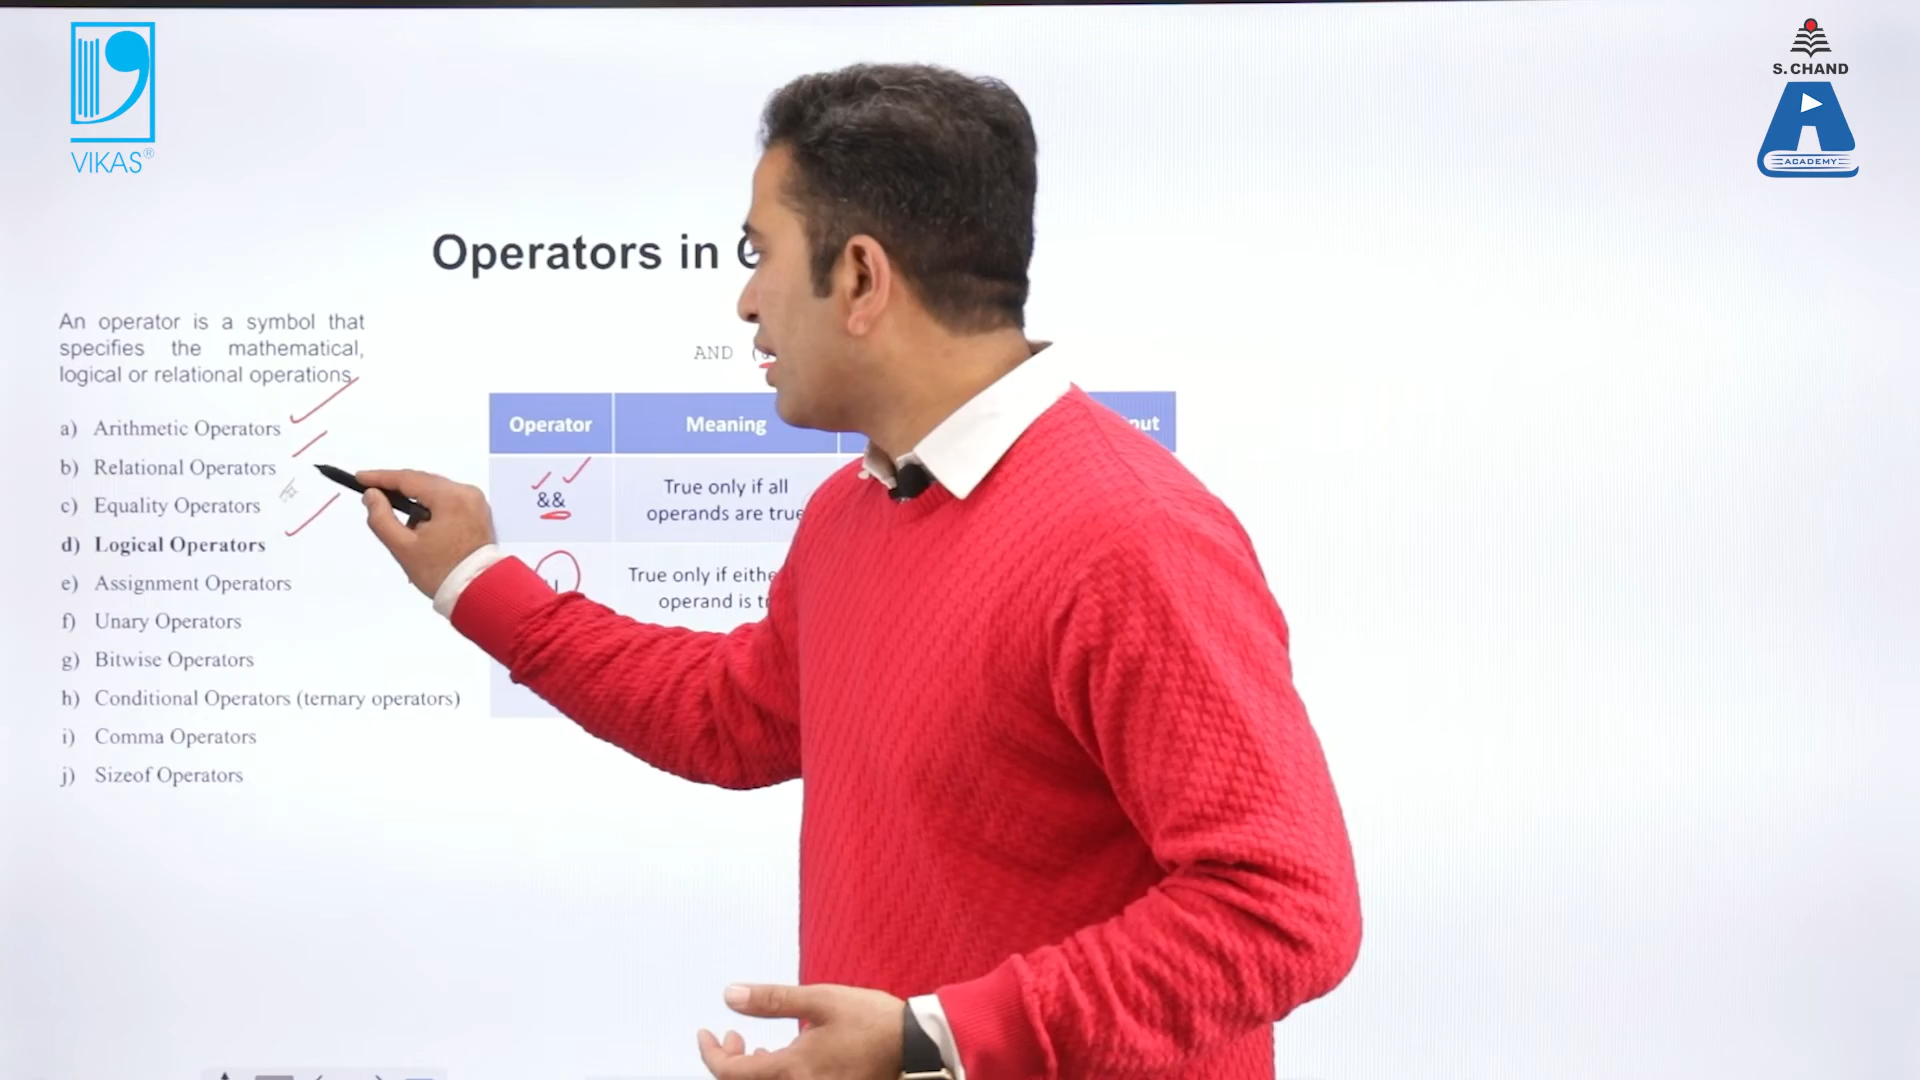 VIKAS®
S. CHAND
ACADEMY
Operators in
An operator is a symbol that
specifies the mathematical,
logical or relational operations.
a) Arithmetic Operators
b) Relational Operators
c) Equality Operators
d) Logical Operators
e) Assignment Operators
f) Unary Operators
g) Bitwise Operators
h) Conditional Operators (ternary operators)
i) Comma Operators
j) Sizeof Operators
AND
Operator Meaning
&& True only if all
operands are true
True only if
operand is